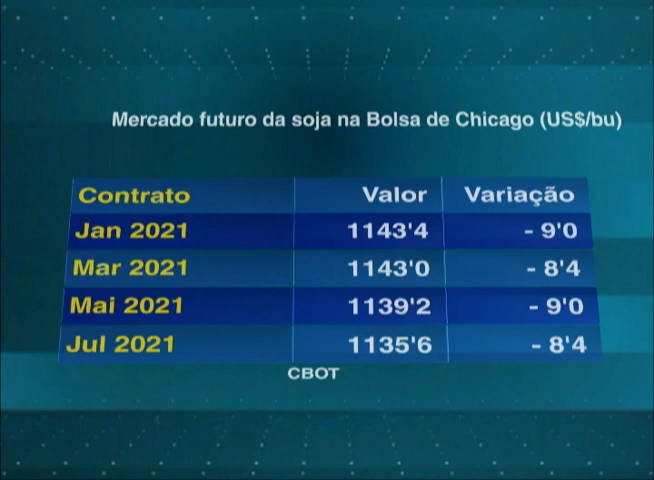 Mercado futuro da soja na Bolsa de Chicago (US$/bu)
Contrato Valor Variação
Jan 2021 1143'4 - 9'0
Mar 2021 1143'0 - 8'4
Mai 2021 1139'2 - 9'0
Jul 2021 1135'6 - 8'4
CBOT